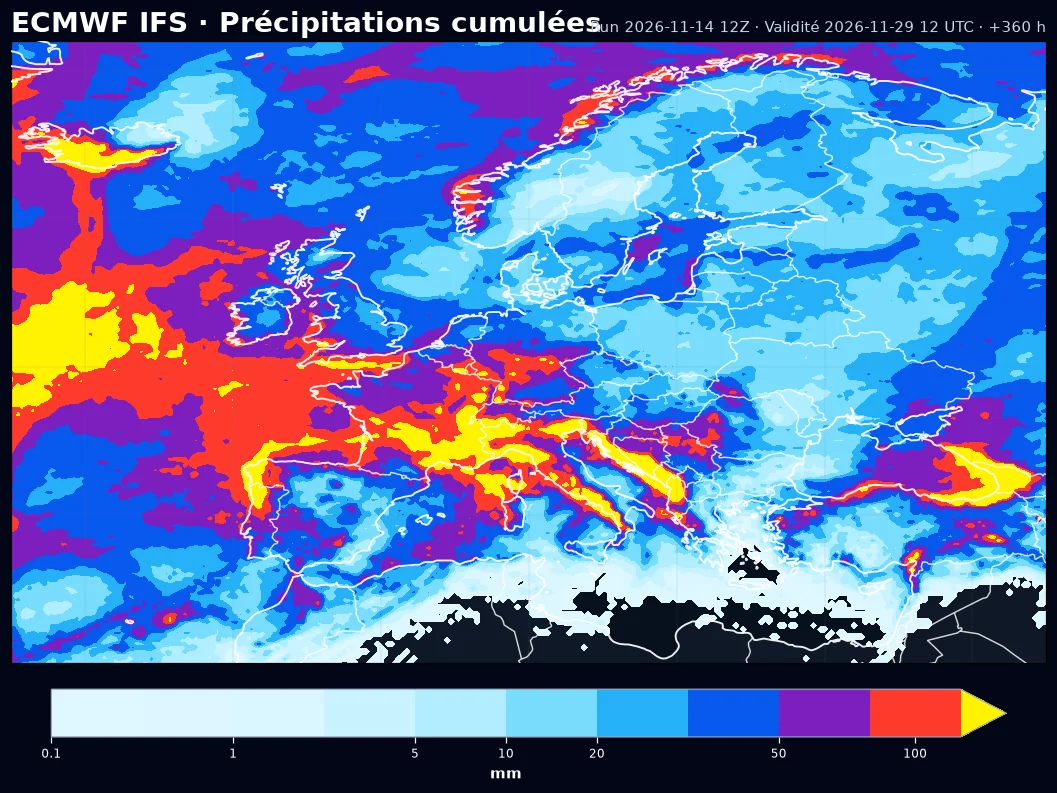 ECMWF IFS · Précipitations cumulées
Run 2026-11-14 12Z · Validité 2026-11-29 12 UTC · +360 h
0.1 1 5 10 20 50 100
mm